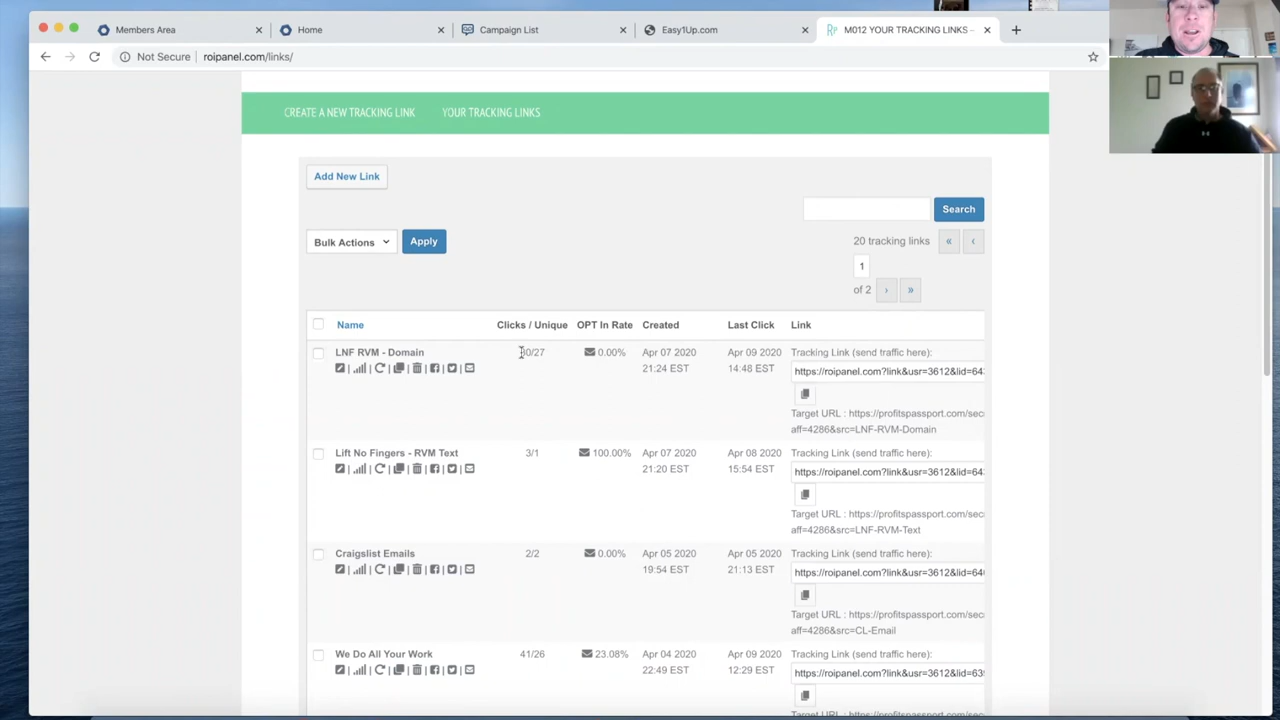 Members Area
Home
Campaign List
Easy1Up.com
M012 YOUR TRACKING LINKS –
Not Secure
roipanel.com/links/
CREATE A NEW TRACKING LINK
YOUR TRACKING LINKS
Add New Link
Search
Bulk Actions
Apply
20 tracking links
«
‹
1
of 2
›
»
Name
Clicks / Unique
OPT In Rate
Created
Last Click
Link
LNF RVM - Domain
0/27
0.00%
Apr 07 2020
21:24 EST
Apr 09 2020
14:48 EST
Tracking Link (send traffic here):
https://roipanel.com?link&usr=3612&lid=64
Target URL : https://profitspassport.com/sec
aff=4286&src=LNF-RVM-Domain
Lift No Fingers - RVM Text
3/1
100.00%
Apr 07 2020
21:20 EST
Apr 08 2020
15:54 EST
Tracking Link (send traffic here):
https://roipanel.com?link&usr=3612&lid=64
Target URL : https://profitspassport.com/sec
aff=4286&src=LNF-RVM-Text
Craigslist Emails
2/2
0.00%
Apr 05 2020
19:54 EST
Apr 05 2020
21:13 EST
Tracking Link (send traffic here):
https://roipanel.com?link&usr=3612&lid=64
Target URL : https://profitspassport.com/sec
aff=4286&src=CL-Email
We Do All Your Work
41/26
23.08%
Apr 04 2020
22:49 EST
Apr 09 2020
12:29 EST
Tracking Link (send traffic here):
https://roipanel.com?link&usr=3612&lid=63